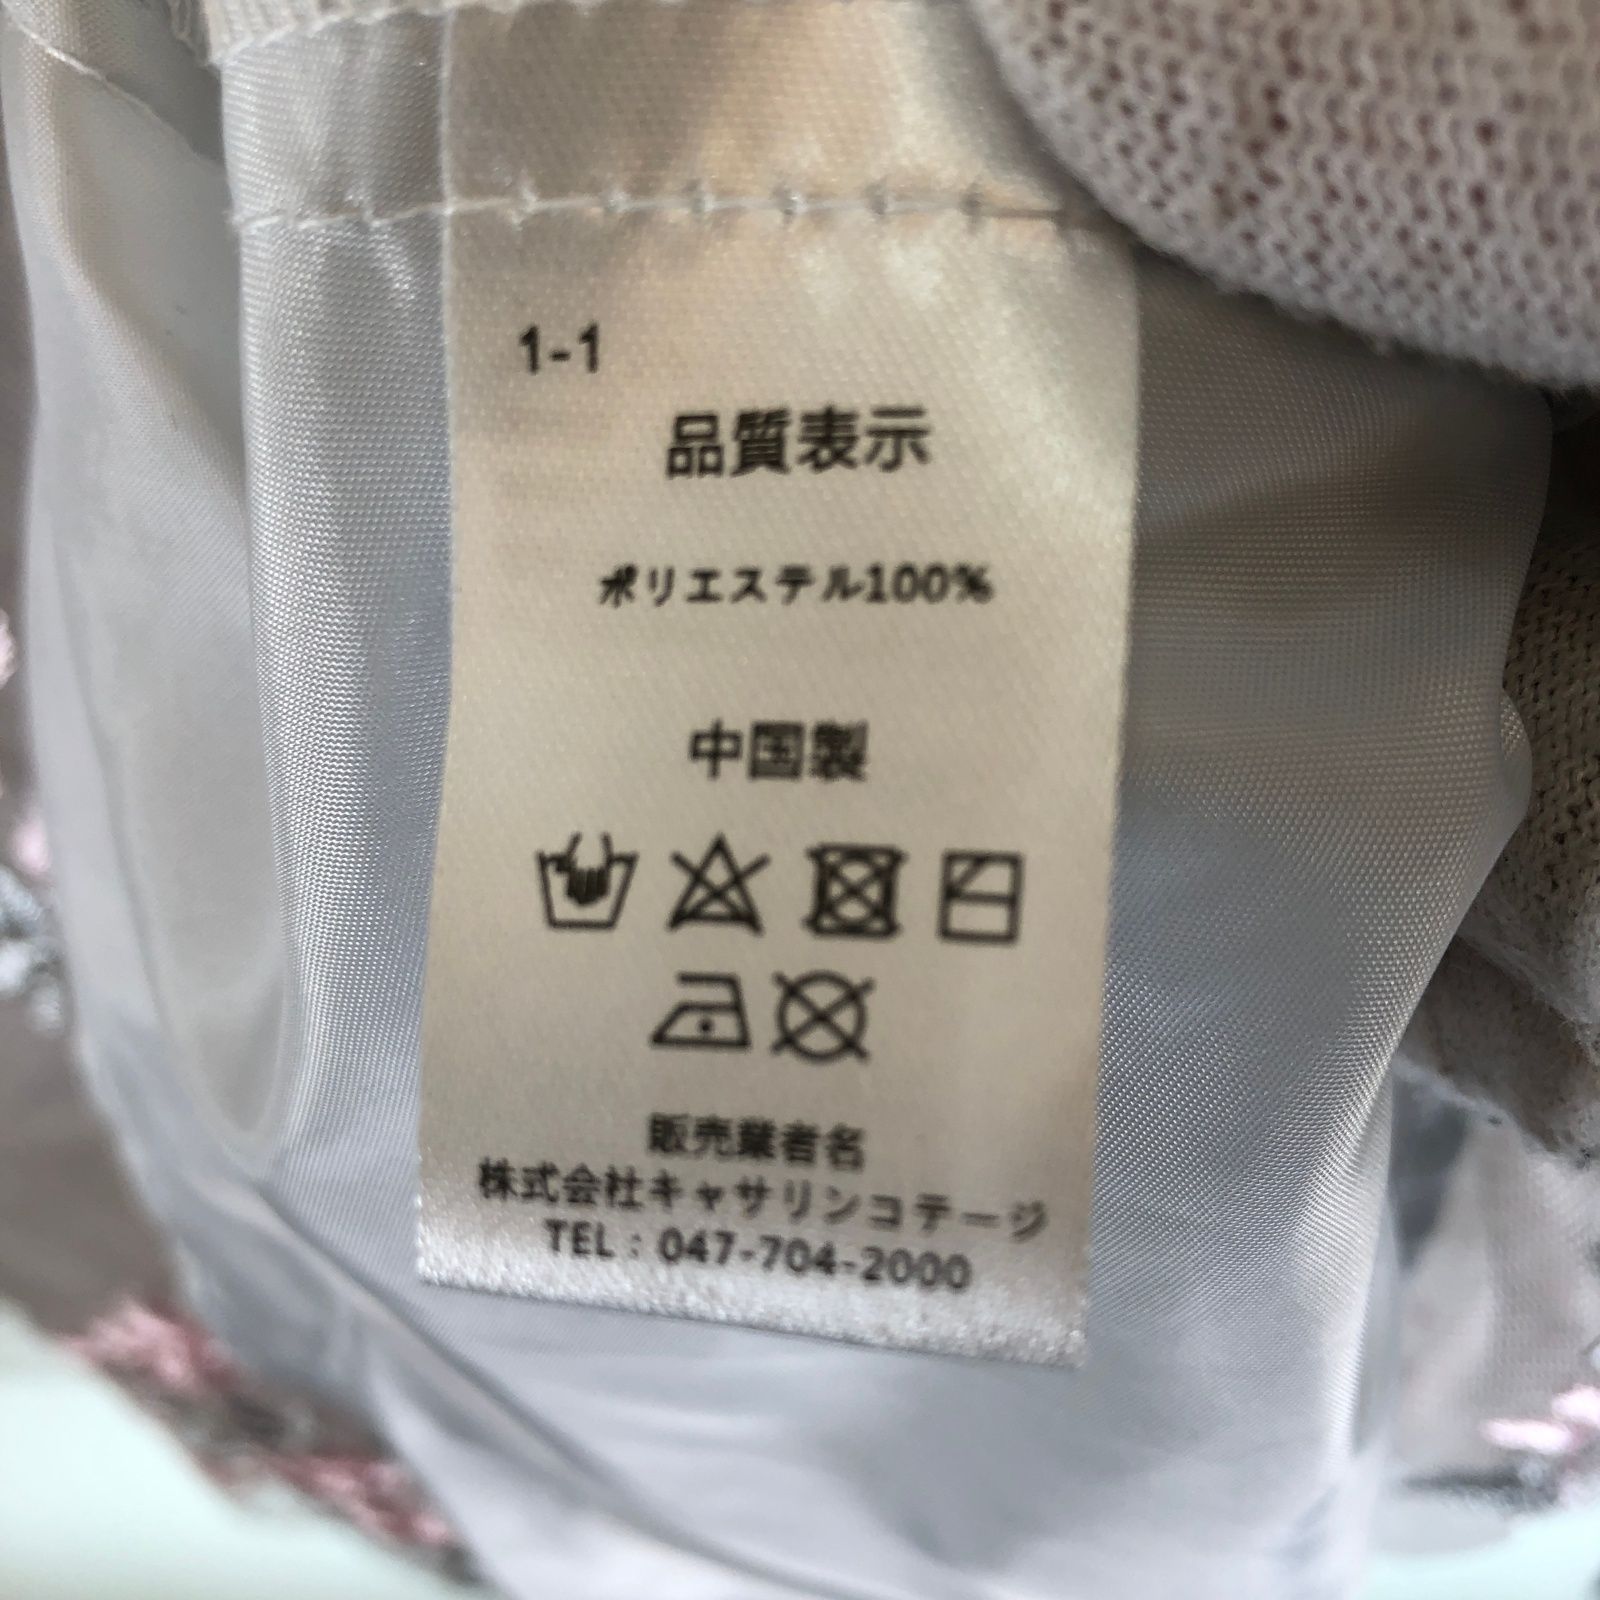 1-1
品質表示
ポリエステル100%
中国製
販売業者名
株式会社キャサリンコテージ
TEL：047-704-2000